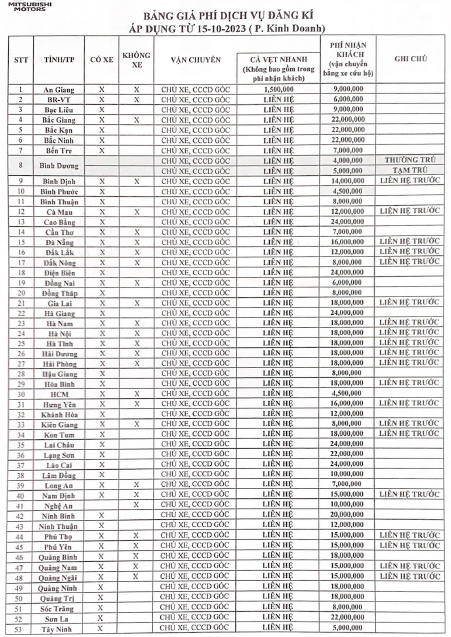 MITSUBISHI
MOTORS
BẢNG GIÁ PHÍ DỊCH VỤ ĐĂNG KÍ
ÁP DỤNG TỪ 15-10-2023 ( P. Kinh Doanh)
STT TỈNH/TP CÓ XE KHÔNG XE VẬN CHUYÊN CÀ VẸT NHANH (Không bao gồm trong phí nhận khách) PHÍ NHẬN KHÁCH (vận chuyển bằng xe cứu hộ) GHI CHÚ
1 An Giang X X CHỦ XE, CCCD GỐC 1,500,000 9,000,000
2 BR-VT X X CHỦ XE, CCCD GỐC LIÊN HỆ 6,000,000
3 Bạc Liêu X CHỦ XE, CCCD GỐC LIÊN HỆ 9,000,000
4 Bắc Giang X X CHỦ XE, CCCD GỐC LIÊN HỆ 22,000,000
5 Bắc Kạn X CHỦ XE, CCCD GỐC LIÊN HỆ 22,000,000
6 Bắc Ninh X CHỦ XE, CCCD GỐC LIÊN HỆ 22,000,000
7 Bến Tre X X CHỦ XE, CCCD GỐC LIÊN HỆ 7,000,000
8 Bình Dương CHỦ XE, CCCD GỐC LIÊN HỆ 4,000,000 THƯỜNG TRÚ
CHỦ XE, CCCD GỐC LIÊN HỆ 5,000,000 TẠM TRÚ
9 Bình Định X X CHỦ XE, CCCD GỐC LIÊN HỆ 14,000,000 LIÊN HỆ TRƯỚC
10 Bình Phước X CHỦ XE, CCCD GỐC LIÊN HỆ 4,500,000
11 Bình Thuận X CHỦ XE, CCCD GỐC LIÊN HỆ 8,000,000
12 Cà Mau X X CHỦ XE, CCCD GỐC LIÊN HỆ 12,000,000 LIÊN HỆ TRƯỚC
13 Cao Bằng X CHỦ XE, CCCD GỐC LIÊN HỆ 24,000,000
14 Cần Thơ X X CHỦ XE, CCCD GỐC LIÊN HỆ 7,000,000
15 Đà Nẵng X X CHỦ XE, CCCD GỐC LIÊN HỆ 16,000,000 LIÊN HỆ TRƯỚC
16 Đắk Lắk X X CHỦ XE, CCCD GỐC LIÊN HỆ 12,000,000 LIÊN HỆ TRƯỚC
17 Đắk Nông X X CHỦ XE, CCCD GỐC LIÊN HỆ 8,000,000 LIÊN HỆ TRƯỚC
18 Điện Biên X CHỦ XE, CCCD GỐC LIÊN HỆ 24,000,000
19 Đồng Nai X X CHỦ XE, CCCD GỐC LIÊN HỆ 6,000,000
20 Đồng Tháp X CHỦ XE, CCCD GỐC LIÊN HỆ 8,000,000
21 Gia Lai X X CHỦ XE, CCCD GỐC LIÊN HỆ 18,000,000 LIÊN HỆ TRƯỚC
22 Hà Giang X CHỦ XE, CCCD GỐC LIÊN HỆ 24,000,000
23 Hà Nam X X CHỦ XE, CCCD GỐC LIÊN HỆ 18,000,000 LIÊN HỆ TRƯỚC
24 Hà Nội X X CHỦ XE, CCCD GỐC LIÊN HỆ 18,000,000 LIÊN HỆ TRƯỚC
25 Hà Tĩnh X X CHỦ XE, CCCD GỐC LIÊN HỆ 18,000,000 LIÊN HỆ TRƯỚC
26 Hải Dương X X CHỦ XE, CCCD GỐC LIÊN HỆ 18,000,000 LIÊN HỆ TRƯỚC
27 Hải Phòng X X CHỦ XE, CCCD GỐC LIÊN HỆ 18,000,000 LIÊN HỆ TRƯỚC
28 Hậu Giang X CHỦ XE, CCCD GỐC LIÊN HỆ 8,000,000
29 Hòa Bình X CHỦ XE, CCCD GỐC LIÊN HỆ 18,000,000 LIÊN HỆ TRƯỚC
30 HCM X X CHỦ XE, CCCD GỐC LIÊN HỆ 4,500,000
31 Hưng Yên X X CHỦ XE, CCCD GỐC LIÊN HỆ 16,000,000 LIÊN HỆ TRƯỚC
32 Khánh Hòa X CHỦ XE, CCCD GỐC LIÊN HỆ 12,000,000
33 Kiên Giang X X CHỦ XE, CCCD GỐC LIÊN HỆ 8,000,000 LIÊN HỆ TRƯỚC
34 Kon Tum X CHỦ XE, CCCD GỐC LIÊN HỆ 18,000,000 LIÊN HỆ TRƯỚC
35 Lai Châu X CHỦ XE, CCCD GỐC LIÊN HỆ 24,000,000
36 Lạng Sơn X CHỦ XE, CCCD GỐC LIÊN HỆ 22,000,000
37 Lào Cai X CHỦ XE, CCCD GỐC LIÊN HỆ 24,000,000
38 Lâm Đồng X CHỦ XE, CCCD GỐC LIÊN HỆ 10,000,000
39 Long An X X CHỦ XE, CCCD GỐC LIÊN HỆ 7,000,000
40 Nam Định X X CHỦ XE, CCCD GỐC LIÊN HỆ 15,000,000 LIÊN HỆ TRƯỚC
41 Nghệ An X CHỦ XE, CCCD GỐC LIÊN HỆ 10,000,000
42 Ninh Bình X CHỦ XE, CCCD GỐC LIÊN HỆ 20,000,000
43 Ninh Thuận X CHỦ XE, CCCD GỐC LIÊN HỆ 12,000,000
44 Phú Thọ X X CHỦ XE, CCCD GỐC LIÊN HỆ 15,000,000 LIÊN HỆ TRƯỚC
45 Phú Yên X X CHỦ XE, CCCD GỐC LIÊN HỆ 15,000,000 LIÊN HỆ TRƯỚC
46 Quảng Bình X CHỦ XE, CCCD GỐC LIÊN HỆ 18,000,000
47 Quảng Nam X X CHỦ XE, CCCD GỐC LIÊN HỆ 15,000,000 LIÊN HỆ TRƯỚC
48 Quảng Ngãi X X CHỦ XE, CCCD GỐC LIÊN HỆ 15,000,000 LIÊN HỆ TRƯỚC
49 Quảng Ninh X CHỦ XE, CCCD GỐC LIÊN HỆ 18,000,000
50 Quảng Trị X CHỦ XE, CCCD GỐC LIÊN HỆ 18,000,000
51 Sóc Trăng X CHỦ XE, CCCD GỐC LIÊN HỆ 8,000,000
52 Sơn La X CHỦ XE, CCCD GỐC LIÊN HỆ 22,000,000
53 Tây Ninh X CHỦ XE, CCCD GỐC LIÊN HỆ 5,000,000